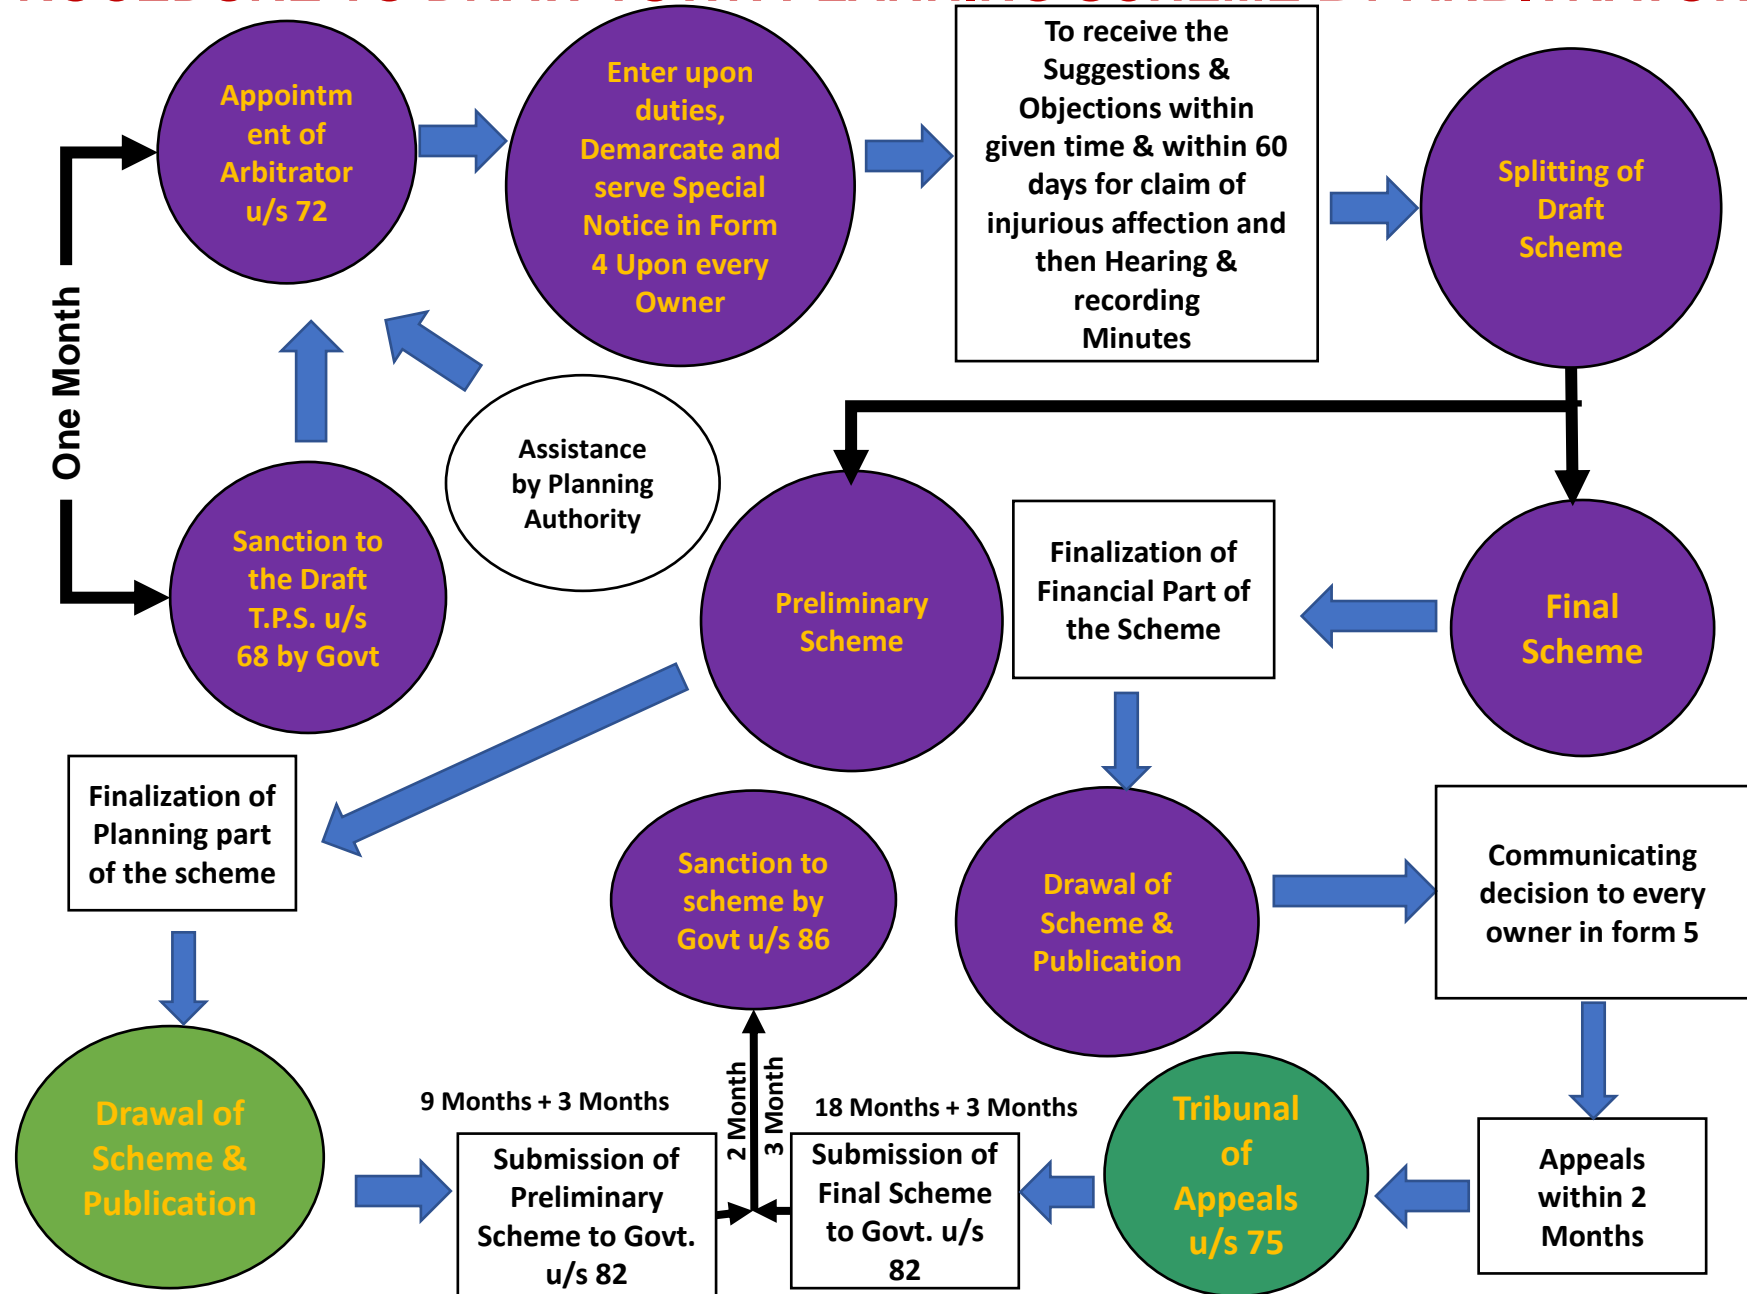 Appointm
ent of
Arbitrator
u/s 72
Enter upon
duties,
Demarcate and
serve Special
Notice in Form
4 Upon every
Owner
To receive the
Suggestions &
Objections within
given time & within 60
days for claim of
injurious affection and
then Hearing &
recording
Minutes
Splitting of
Draft
Scheme
One Month
Assistance
by Planning
Authority
Sanction to
the Draft
T.P.S. u/s
68 by Govt
Preliminary
Scheme
Finalization of
Financial Part of
the Scheme
Final
Scheme
Finalization of
Planning part
of the scheme
Sanction to
scheme by
Govt u/s 86
Drawal of
Scheme &
Publication
Communicating
decision to every
owner in form 5
Drawal of
Scheme &
Publication
9 Months + 3 Months
Submission of
Preliminary
Scheme to Govt.
u/s 82
2 Month
3 Month
18 Months + 3 Months
Submission of
Final Scheme
to Govt. u/s
82
Tribunal
of
Appeals
u/s 75
Appeals
within 2
Months